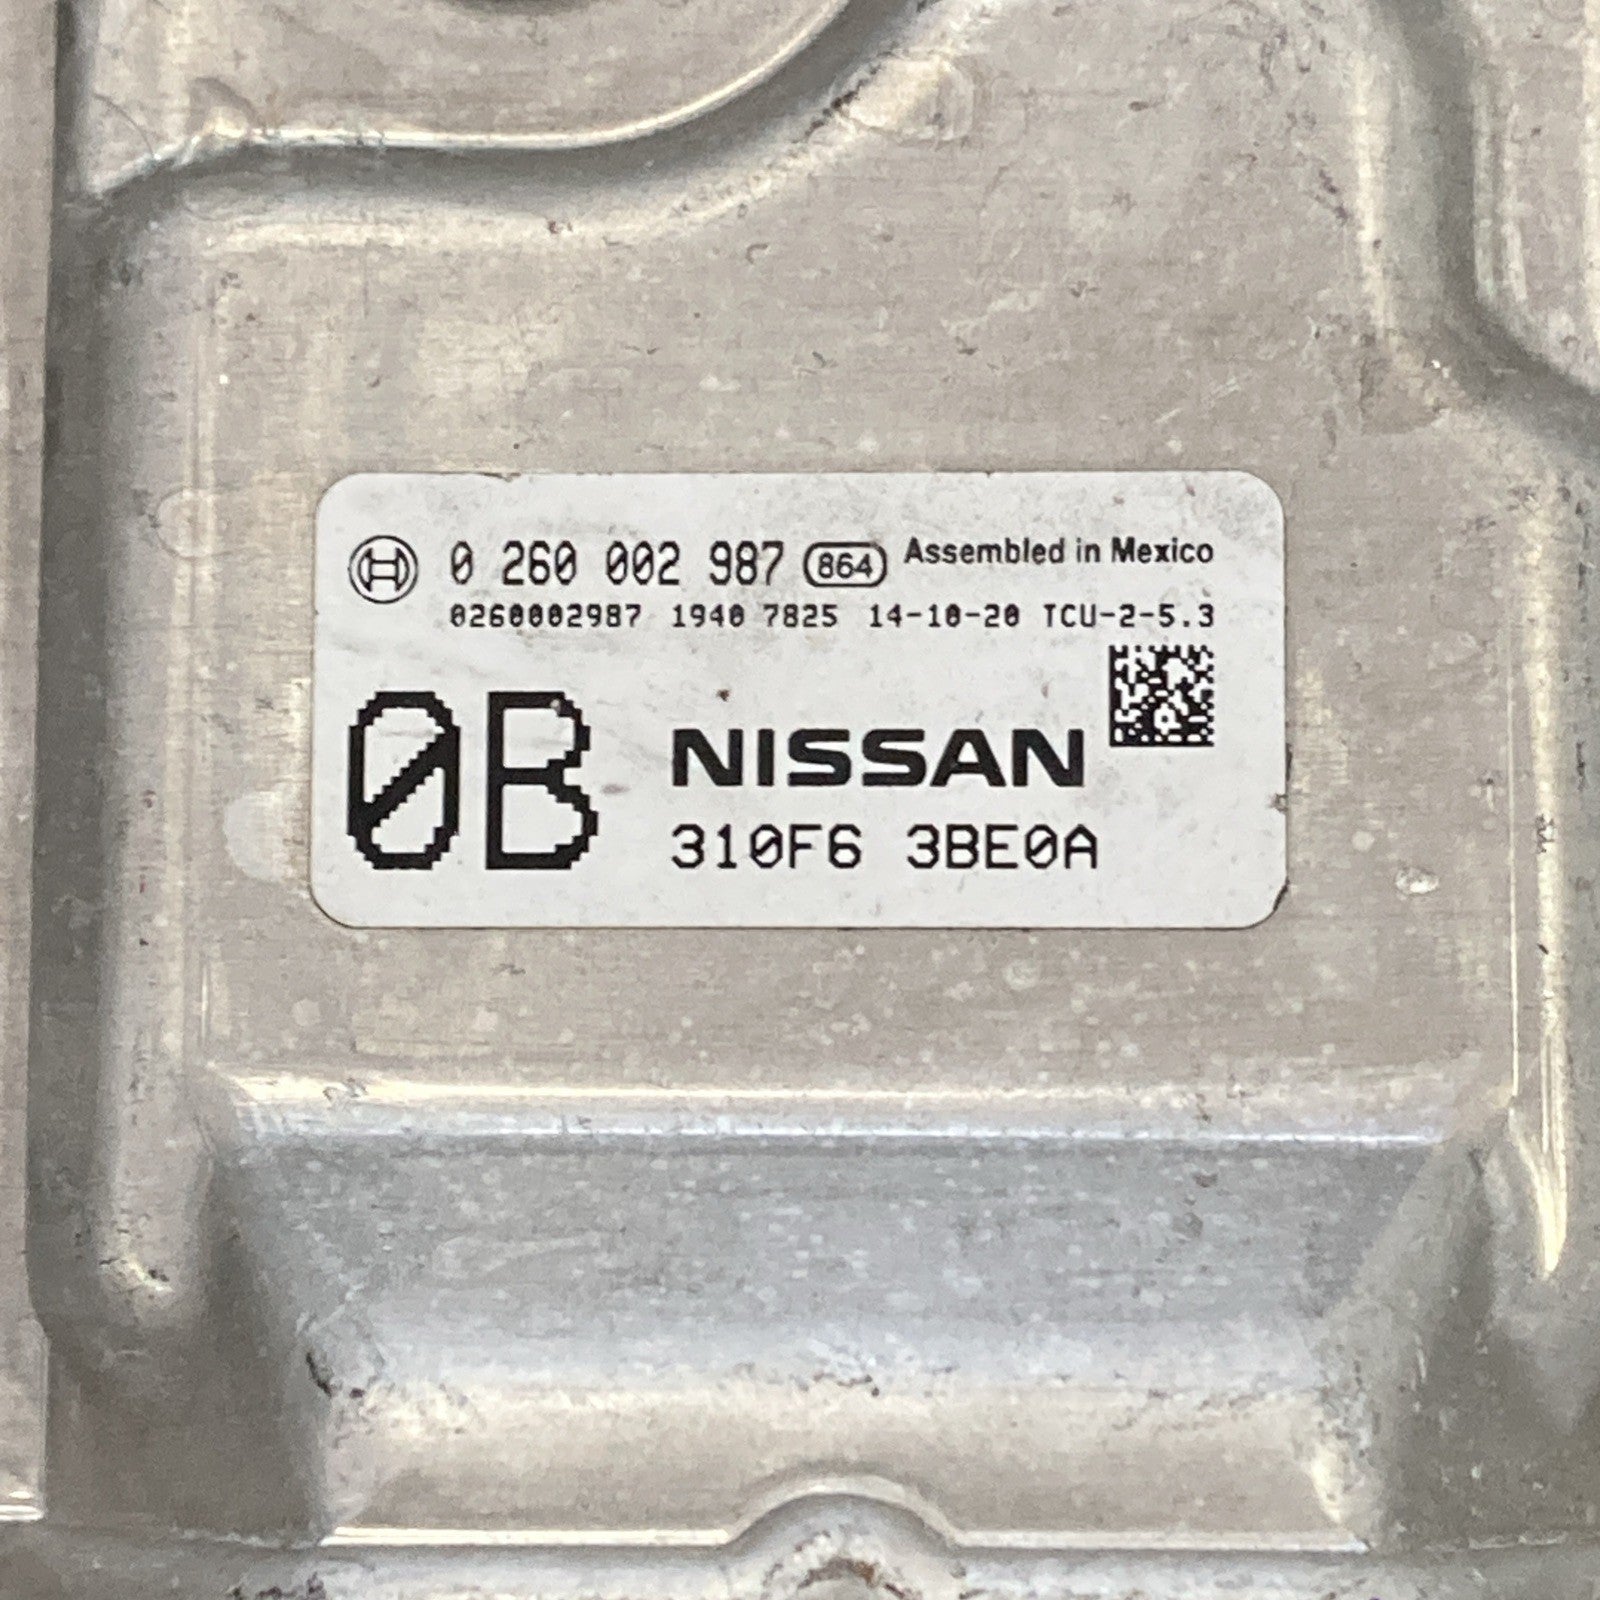 0 260 002 987 864 Assembled in Mexico
0260002987 1940 7825 14-10-20 TCU-2-5.3
0B NISSAN
310F6 3BE0A